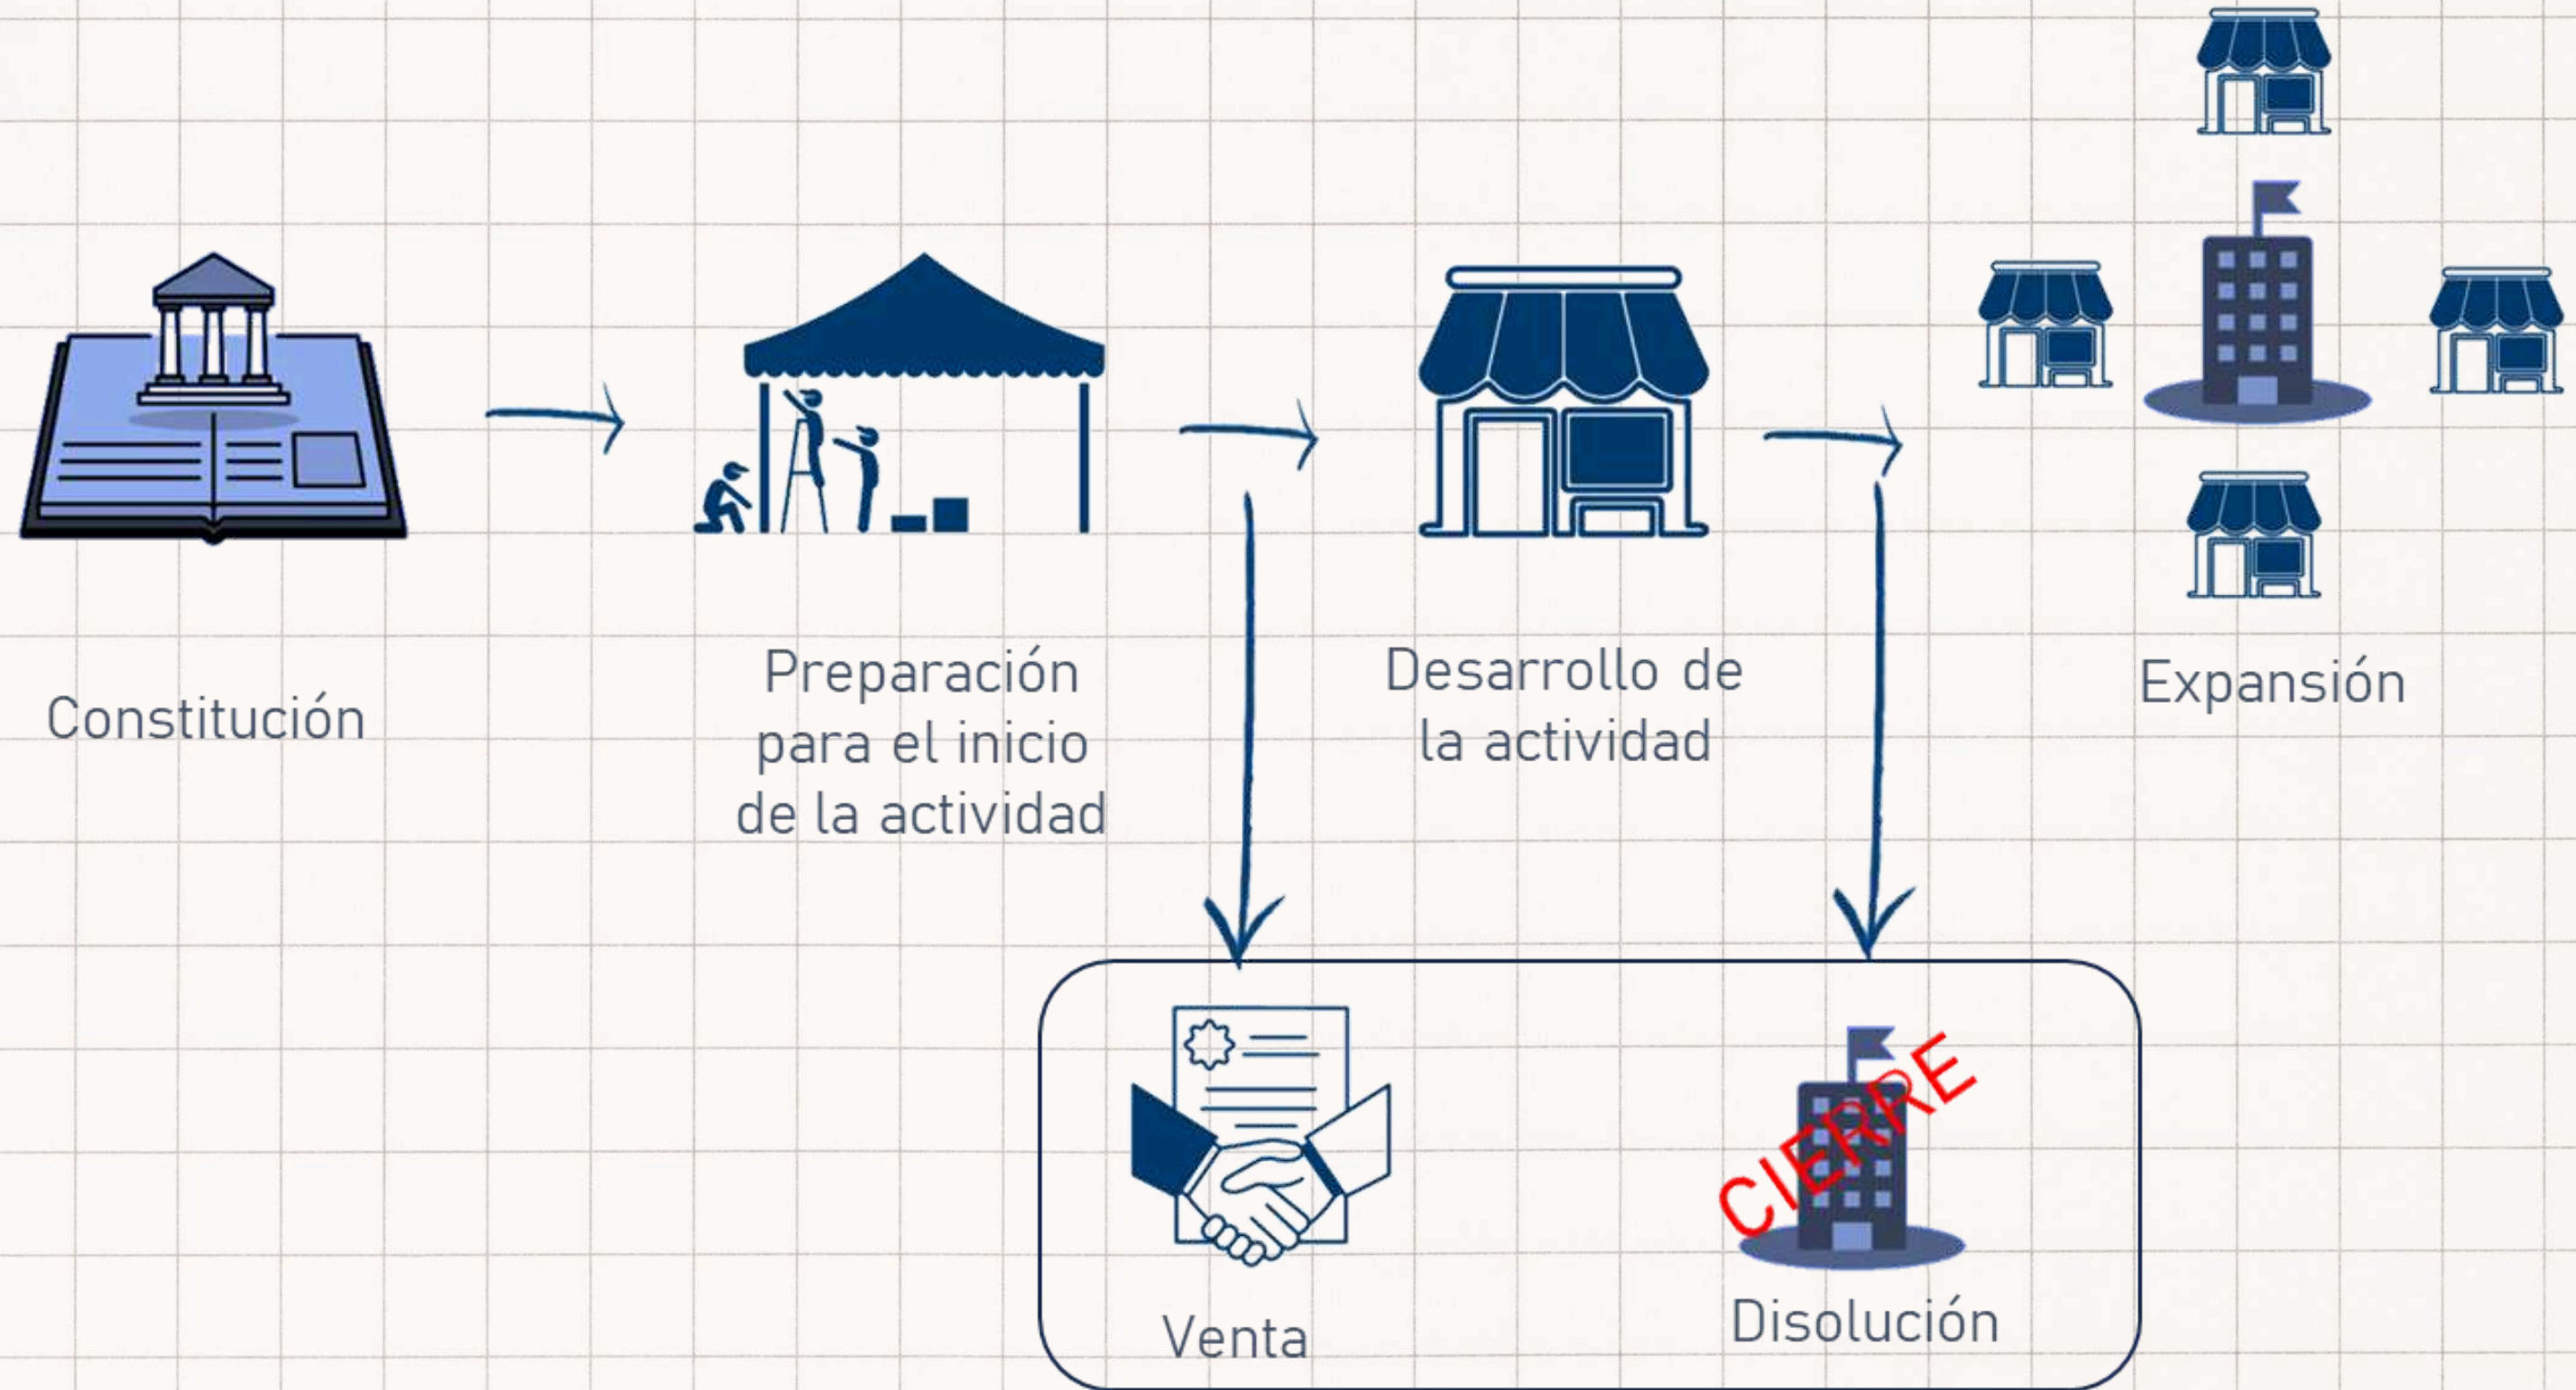 Constitución
Preparación
para el inicio
de la actividad
Desarrollo de
la actividad
Expansión
Venta
CIERRE
Disolución